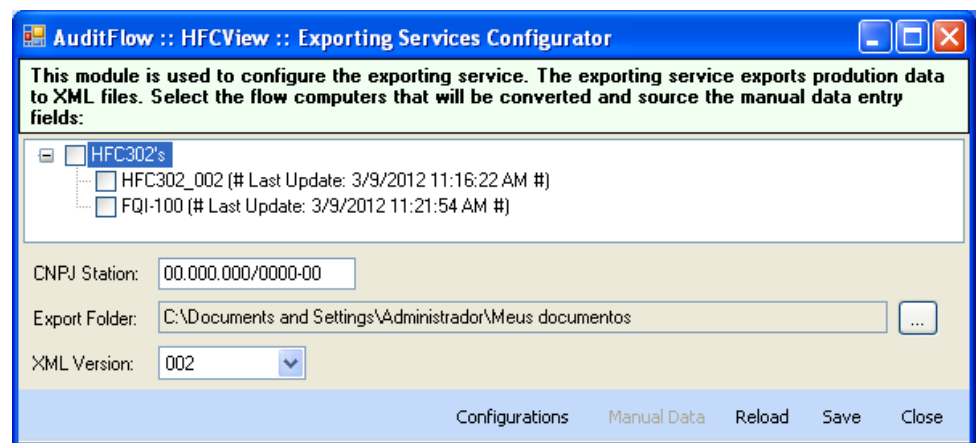 AuditFlow :: HFCView :: Exporting Services Configurator
This module is used to configure the exporting service. The exporting service exports prodution data
to XML files. Select the flow computers that will be converted and source the manual data entry
fields:
HFC302's
HFC302_002 (# Last Update: 3/9/2012 11:16:22 AM #)
FQI-100 (# Last Update: 3/9/2012 11:21:54 AM #)
CNPJ Station: 00.000.000/0000-00
Export Folder: C:\Documents and Settings\Administrador\Meus documentos ...
XML Version: 002
Configurations Manual Data Reload Save Close